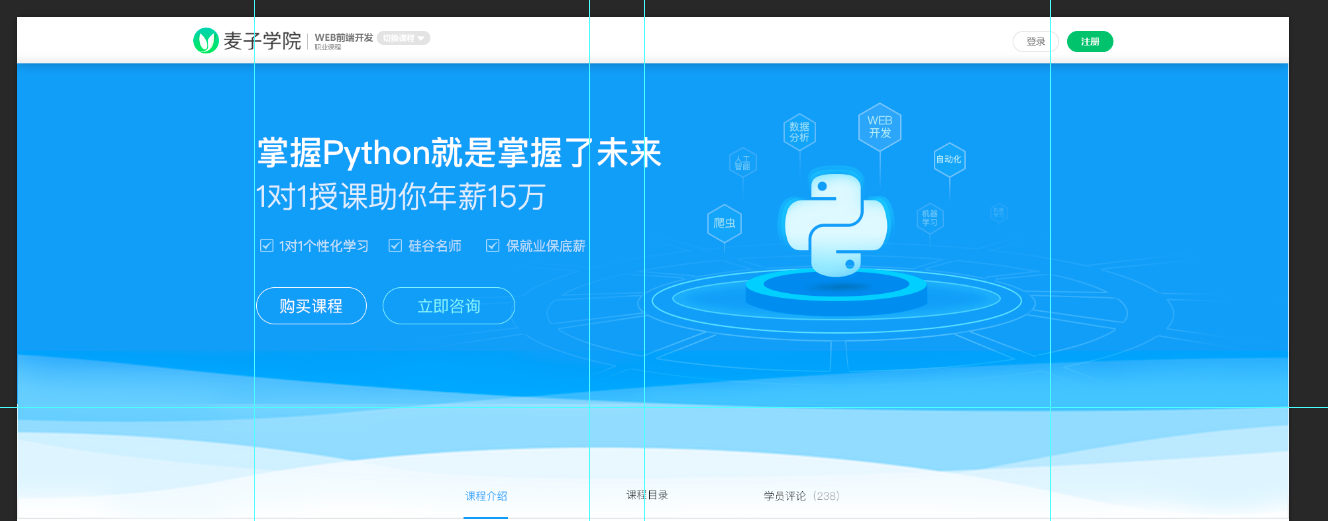 麦子学院
WEB前端开发
职业课程
切换课程
登录
注册
掌握Python就是掌握了未来
1对1授课助你年薪15万
1对1个性化学习
硅谷名师
保就业保底薪
购买课程
立即咨询
人工
智能
数据
分析
WEB
开发
自动化
爬虫
机器
学习
课程介绍
课程目录
学员评论（238）